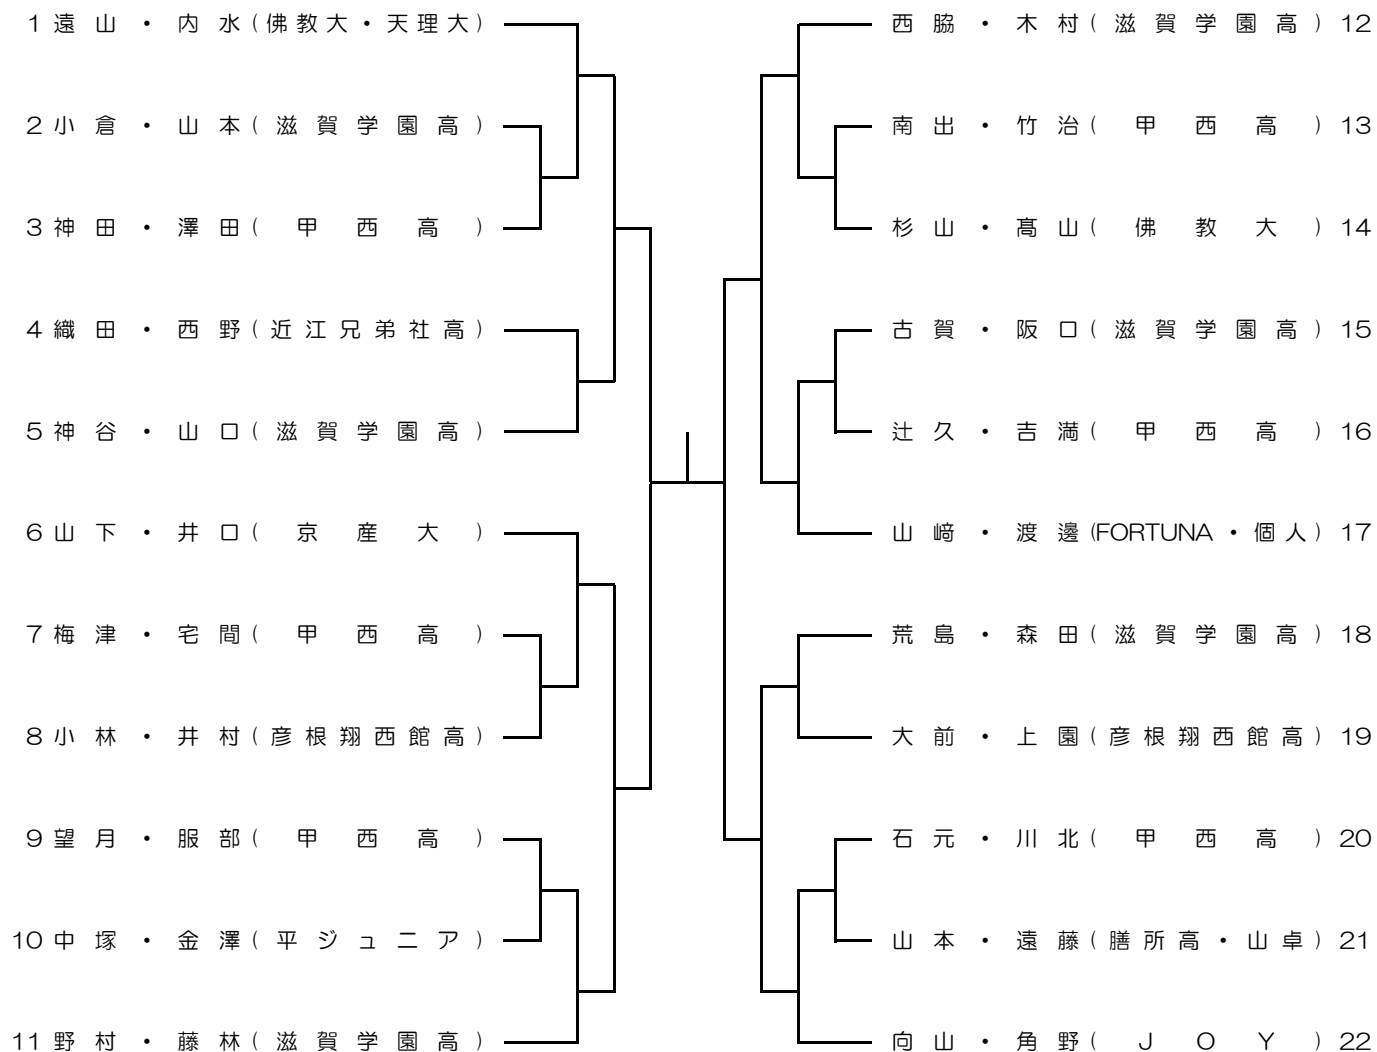 1 遠山・内水(佛教大・天理大)
2 小倉・山本(滋賀学園高)
3 神田・澤田(甲西高)
4 織田・西野(近江兄弟社高)
5 神谷・山口(滋賀学園高)
6 山下・井口(京産大)
7 梅津・宅間(甲西高)
8 小林・井村(彦根翔西館高)
9 望月・服部(甲西高)
10 中塚・金澤(平ジュニア)
11 野村・藤林(滋賀学園高)
西脇・木村(滋賀学園高) 12
南出・竹治(甲西高) 13
杉山・髙山(佛教大) 14
古賀・阪口(滋賀学園高) 15
辻久・吉満(甲西高) 16
山﨑・渡邊(FORTUNA・個人) 17
荒島・森田(滋賀学園高) 18
大前・上園(彦根翔西館高) 19
石元・川北(甲西高) 20
山本・遠藤(膳所高・山卓) 21
向山・角野(JOY) 22